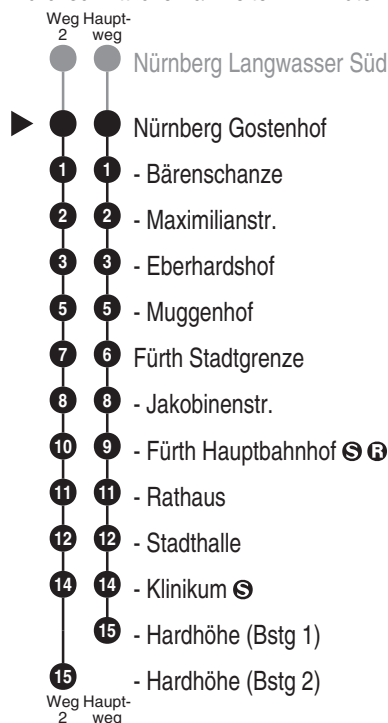 Weg Haupt-
2 weg
Nürnberg Langwasser Süd
Nürnberg Gostenhof
1 1 - Bärenschanze
2 2 - Maximilianstr.
3 3 - Eberhardshof
5 5 - Muggenhof
7 6 Fürth Stadtgrenze
8 8 - Jakobinenstr.
10 9 - Fürth Hauptbahnhof S R
11 11 - Rathaus
12 12 - Stadthalle
14 14 - Klinikum S
15 - Hardhöhe (Bstg 1)
15 - Hardhöhe (Bstg 2)
Weg Haupt-
2 weg